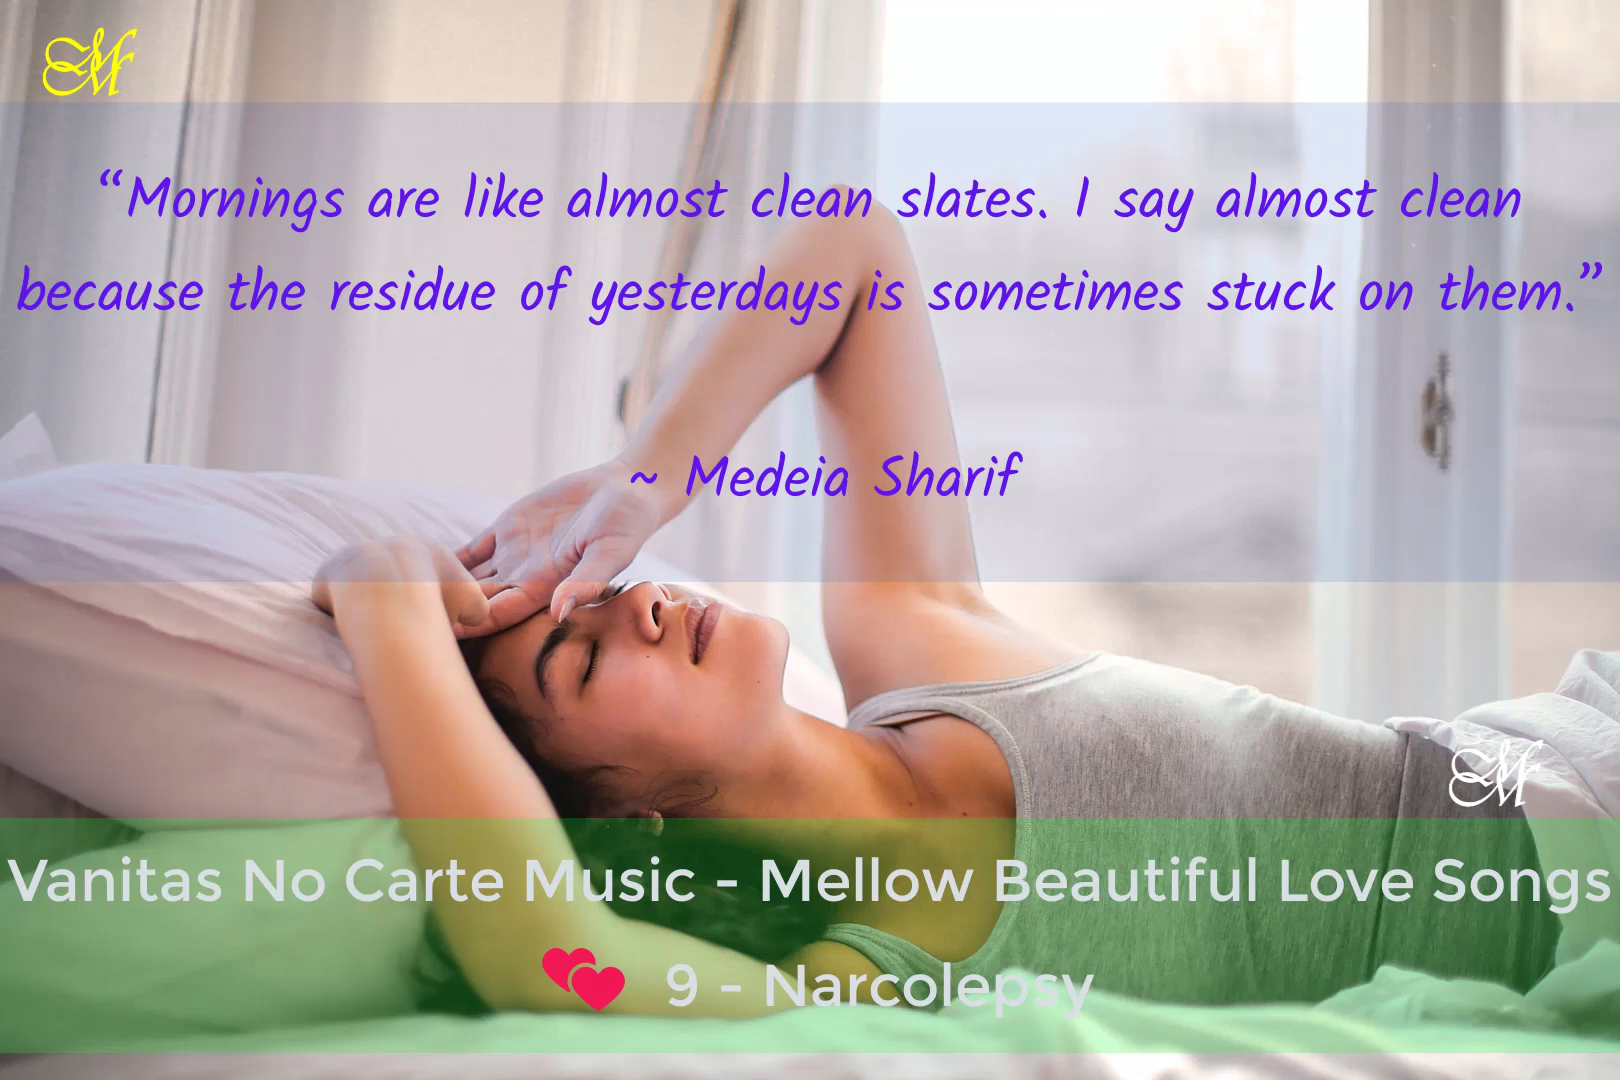 “Mornings are like almost clean slates. I say almost clean
because the residue of yesterdays is sometimes stuck on them.”
~ Medeia Sharif
Vanitas No Carte Music - Mellow Beautiful Love Songs
9 - Narcolepsy